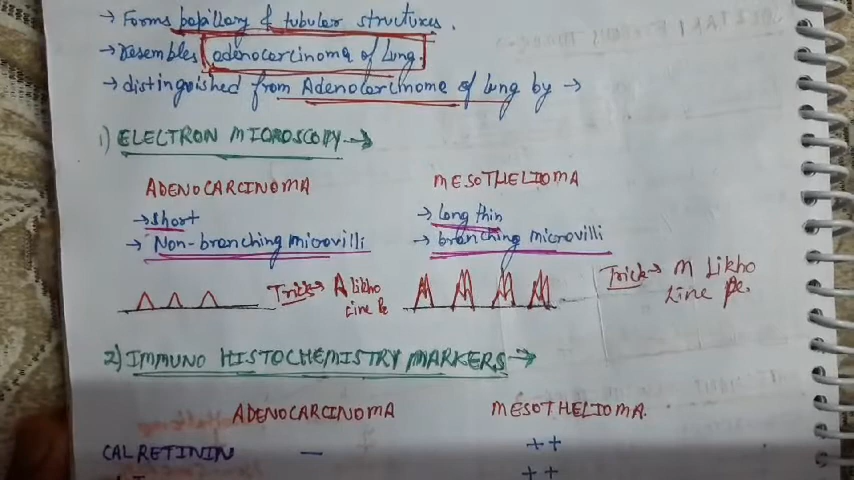 → Forms papillary & tubular structures.
→ Resembles adenocarcinoma of lung.
→ distinguished from Adenocarcinoma of lung by →
1) ELECTRON MICROSCOPY →
ADENOCARCINOMA MESOTHELIOMA
→ short → long thin
→ Non-branching microvilli → branching microvilli
Trick → A likho line pe Trick → M Likho Line pe.
2) IMMUNO HISTOCHEMISTRY MARKERS →
ADENOCARCINOMA MESOTHELIOMA.
CALRETININ — ++
++